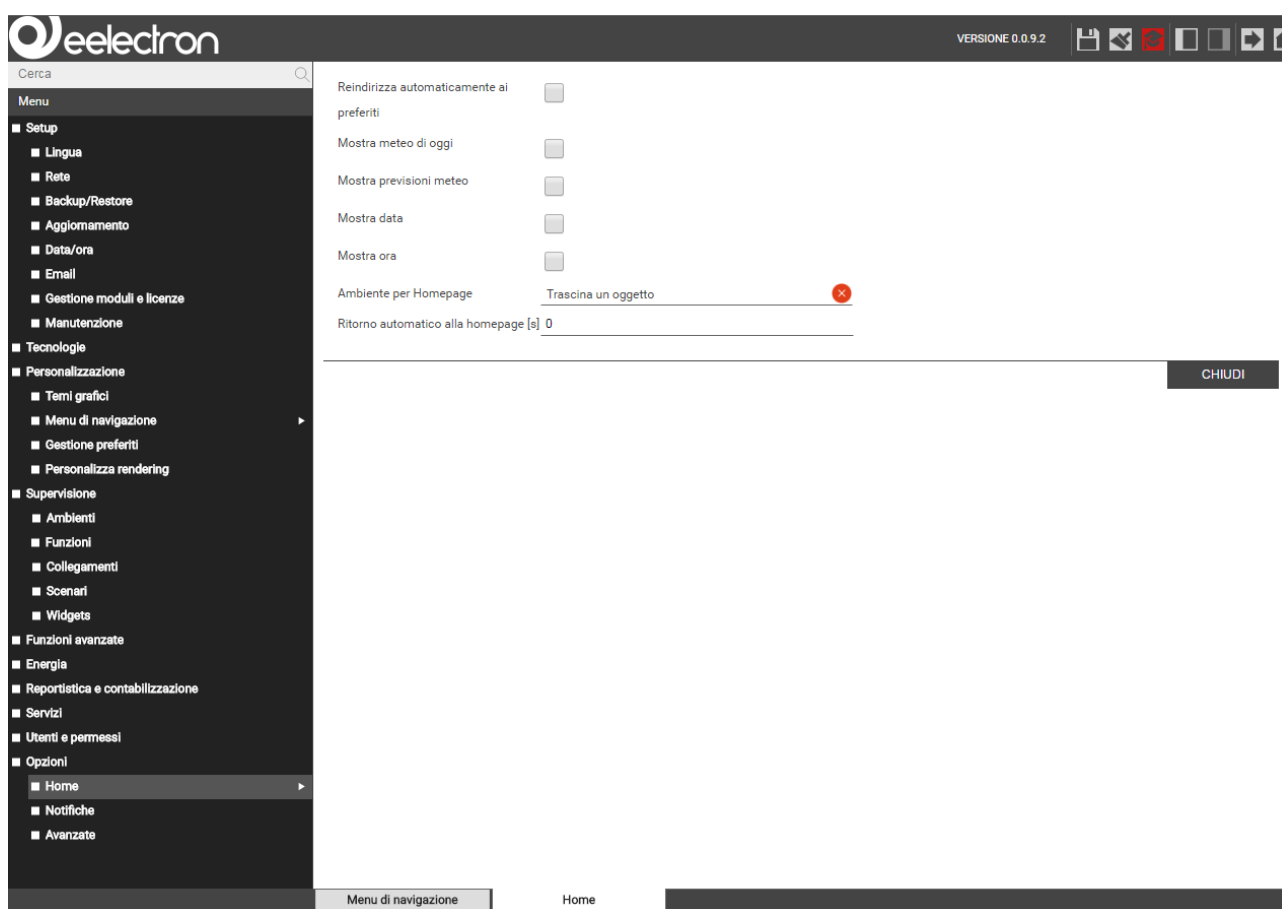 eelectron
VERSIONE 0.0.9.2
Cerca
Menu
Setup
Lingua
Rete
Backup/Restore
Aggiornamento
Data/ora
Email
Gestione moduli e licenze
Manutenzione
Tecnologie
Personalizzazione
Temi grafici
Menu di navigazione
Gestione preferiti
Personalizza rendering
Supervisione
Ambienti
Funzioni
Collegamenti
Scenari
Widgets
Funzioni avanzate
Energia
Reportistica e contabilizzazione
Servizi
Utenti e permessi
Opzioni
Home
Notifiche
Avanzate
Reindirizza automaticamente ai
preferiti
Mostra meteo di oggi
Mostra previsioni meteo
Mostra data
Mostra ora
Ambiente per Homepage Trascina un oggetto
Ritorno automatico alla homepage [s] 0
CHIUDI
Menu di navigazione Home